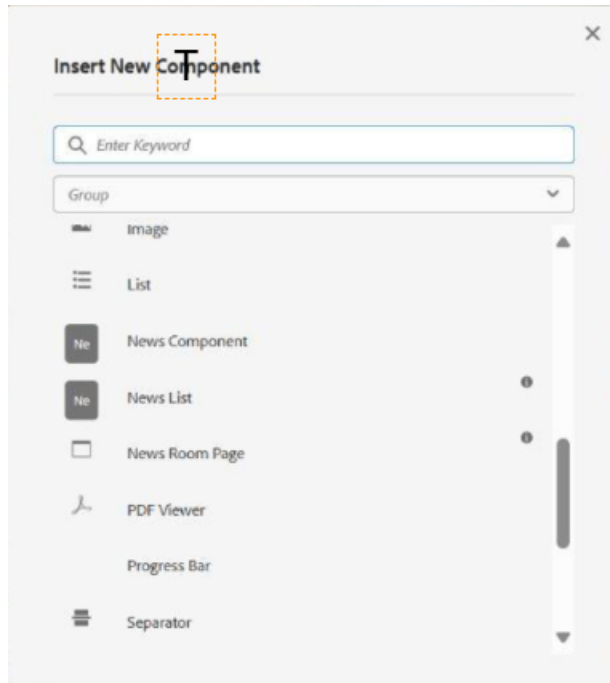 Insert New Component
T
Enter Keyword
Group
Image
List
Ne News Component
Ne News List
News Room Page
PDF Viewer
Progress Bar
Separator